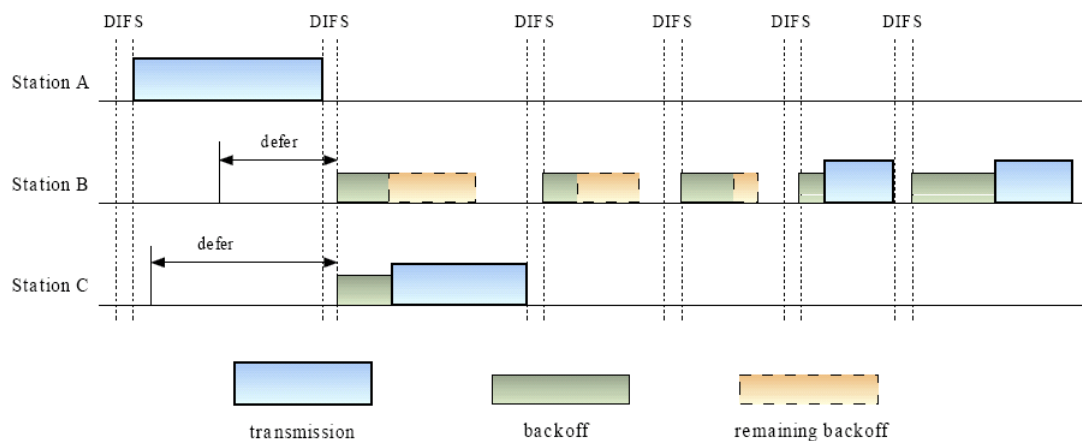 DIFS DIFS DIFS DIFS DIFS DIFS
Station A
defer
Station B
defer
Station C
transmission backoff remaining backoff